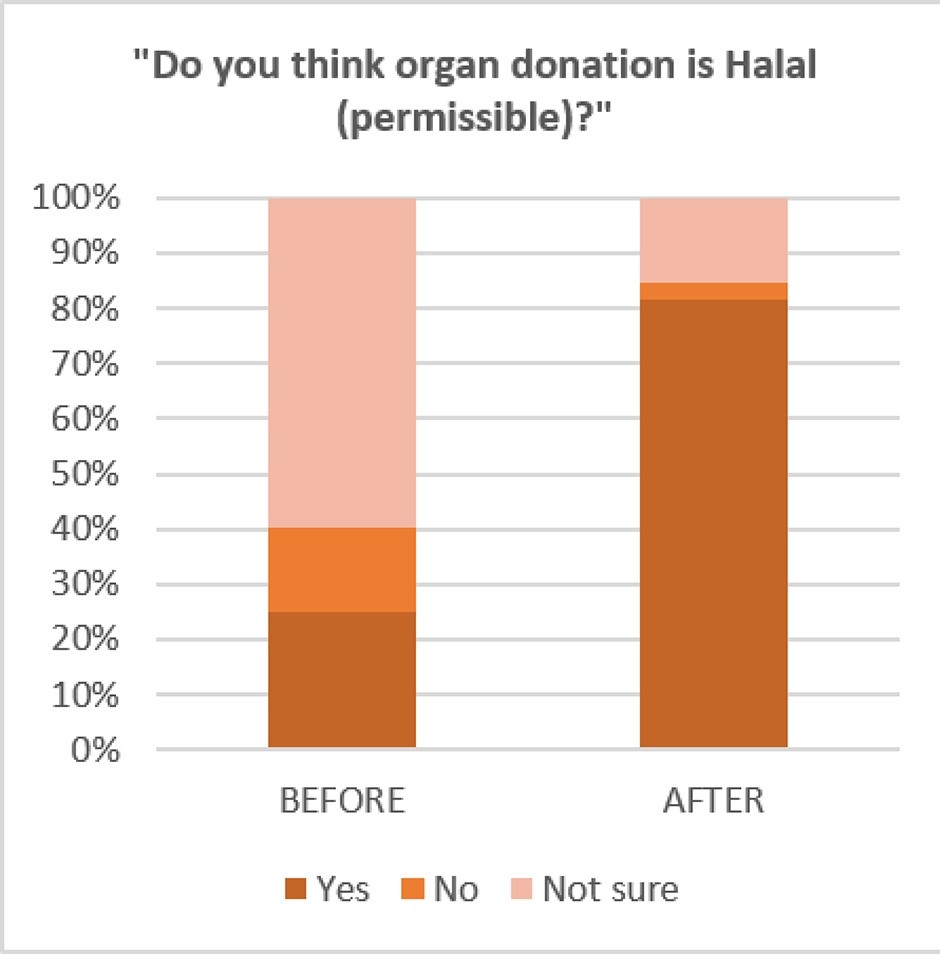 "Do you think organ donation is Halal
(permissible)?"
100%
90%
80%
70%
60%
50%
40%
30%
20%
10%
0%
BEFORE AFTER
Yes No Not sure